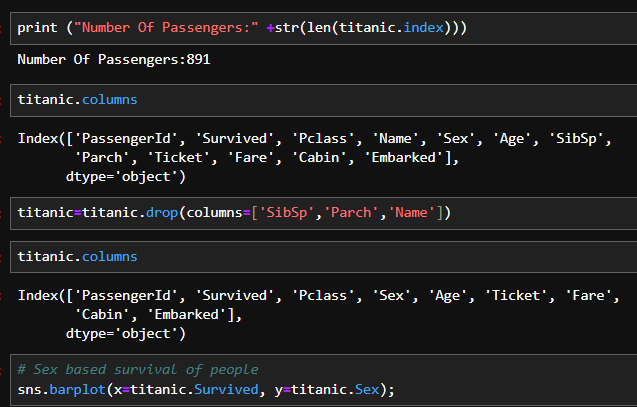 print ("Number Of Passengers:" +str(len(titanic.index)))
Number Of Passengers:891
titanic.columns
Index(['PassengerId', 'Survived', 'Pclass', 'Name', 'Sex', 'Age', 'SibSp',
'Parch', 'Ticket', 'Fare', 'Cabin', 'Embarked'],
dtype='object')
titanic=titanic.drop(columns=['SibSp','Parch','Name'])
titanic.columns
Index(['PassengerId', 'Survived', 'Pclass', 'Sex', 'Age', 'Ticket', 'Fare',
'Cabin', 'Embarked'],
dtype='object')
# Sex based survival of people
sns.barplot(x=titanic.Survived, y=titanic.Sex);